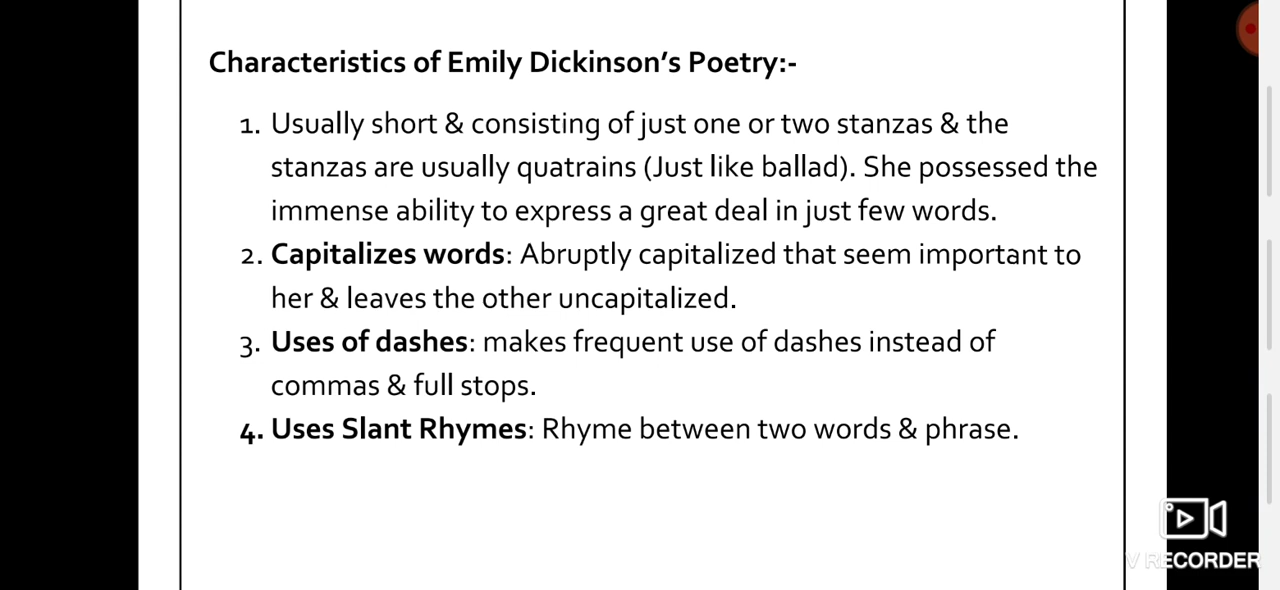 Characteristics of Emily Dickinson’s Poetry:-
1. Usually short & consisting of just one or two stanzas & the
stanzas are usually quatrains (Just like ballad). She possessed the
immense ability to express a great deal in just few words.
2. Capitalizes words: Abruptly capitalized that seem important to
her & leaves the other uncapitalized.
3. Uses of dashes: makes frequent use of dashes instead of
commas & full stops.
4. Uses Slant Rhymes: Rhyme between two words & phrase.
V RECORDER